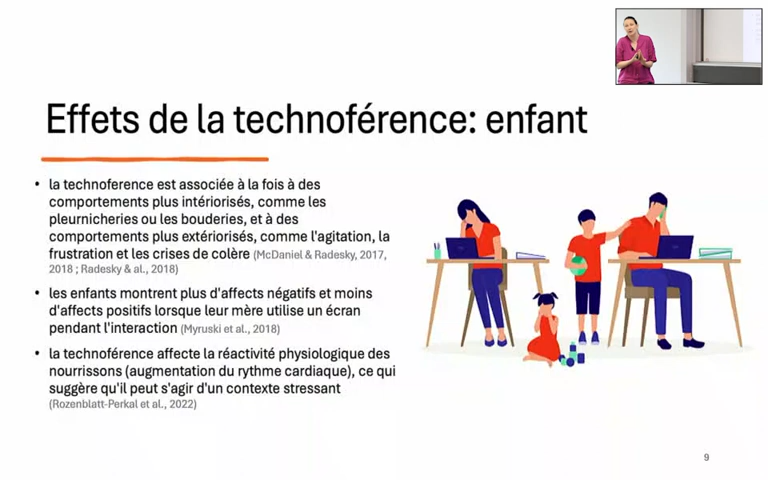 Effets de la technoférence: enfant
• la technoference est associée à la fois à des
comportements plus intériorisés, comme les
pleurnicheries ou les bouderies, et à des
comportements plus extériorisés, comme l'agitation, la
frustration et les crises de colère (McDaniel & Radesky, 2017,
2018 ; Radesky & al., 2018)
• les enfants montrent plus d'affects négatifs et moins
d'affects positifs lorsque leur mère utilise un écran
pendant l'interaction (Myruski et al., 2018)
• la technoférence affecte la réactivité physiologique des
nourrissons (augmentation du rythme cardiaque), ce qui
suggère qu'il peut s'agir d'un contexte stressant
(Rozenblatt-Perkal et al., 2022)
9